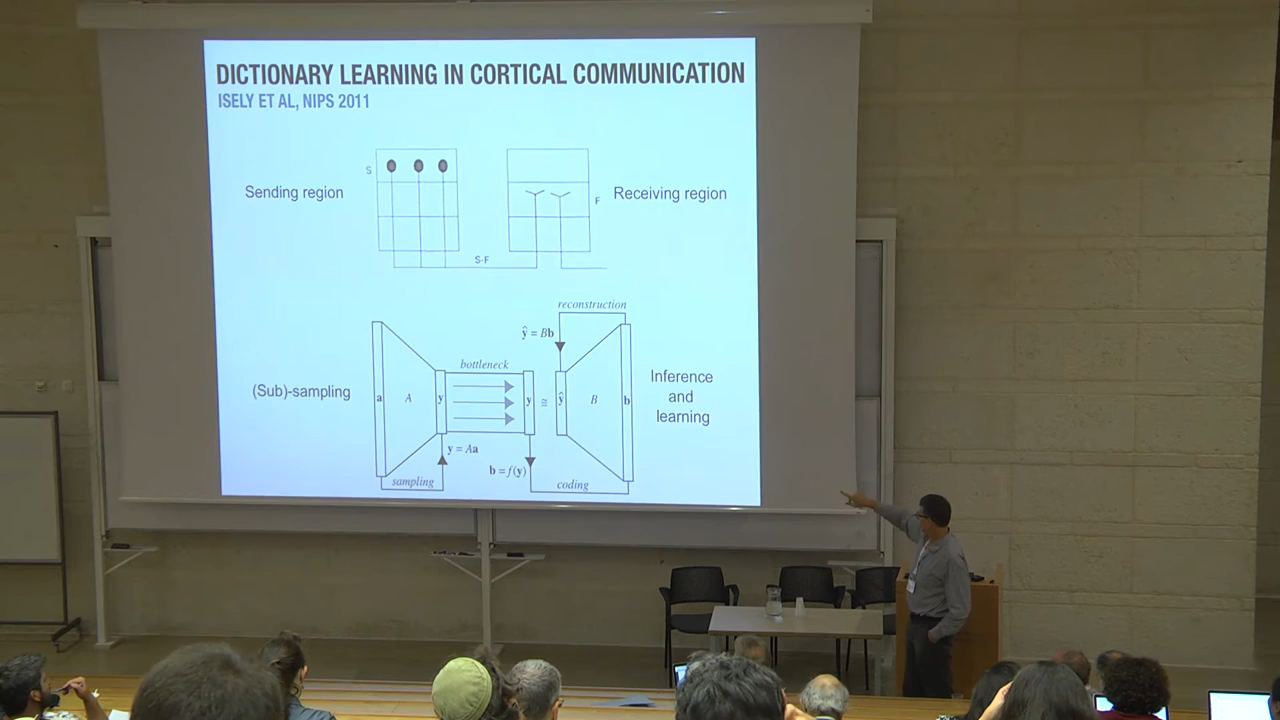 DICTIONARY LEARNING IN CORTICAL COMMUNICATION
ISELY ET AL, NIPS 2011
S
Sending region
F
Receiving region
S-F
reconstruction
ŷ = Bb
bottleneck
(Sub)-sampling
a
A
y
y
≅
ŷ
B
b
Inference
and
learning
y = Aa
b = f(y)
sampling
coding